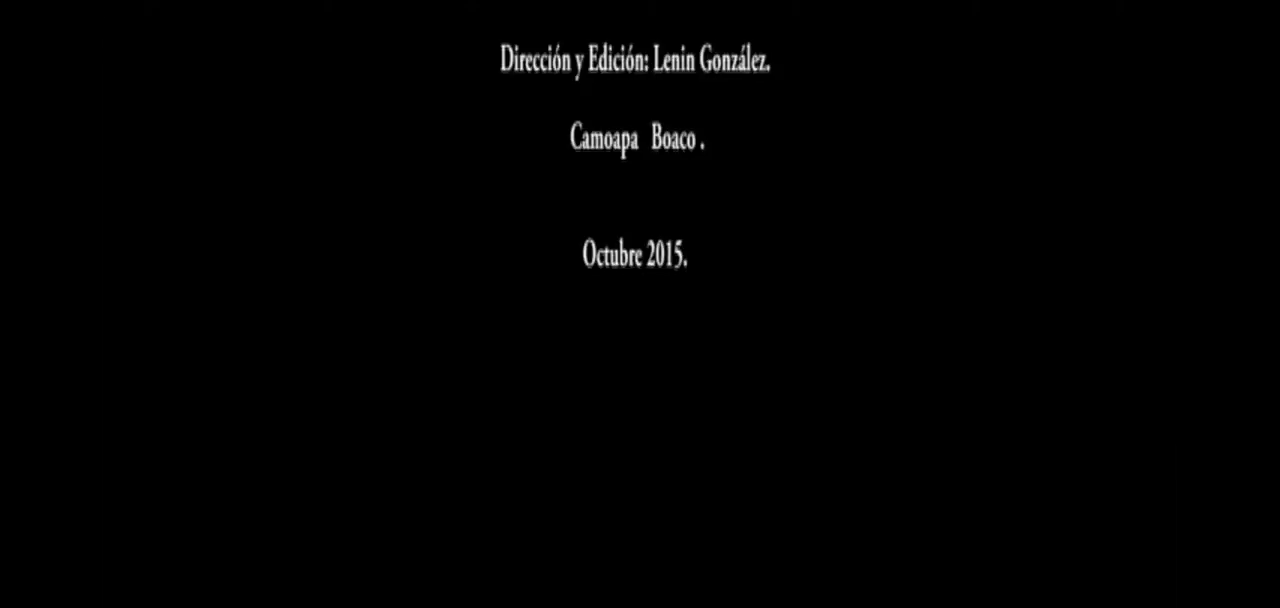 Dirección y Edición: Lenin González.
Camoapa Boaco .
Octubre 2015.